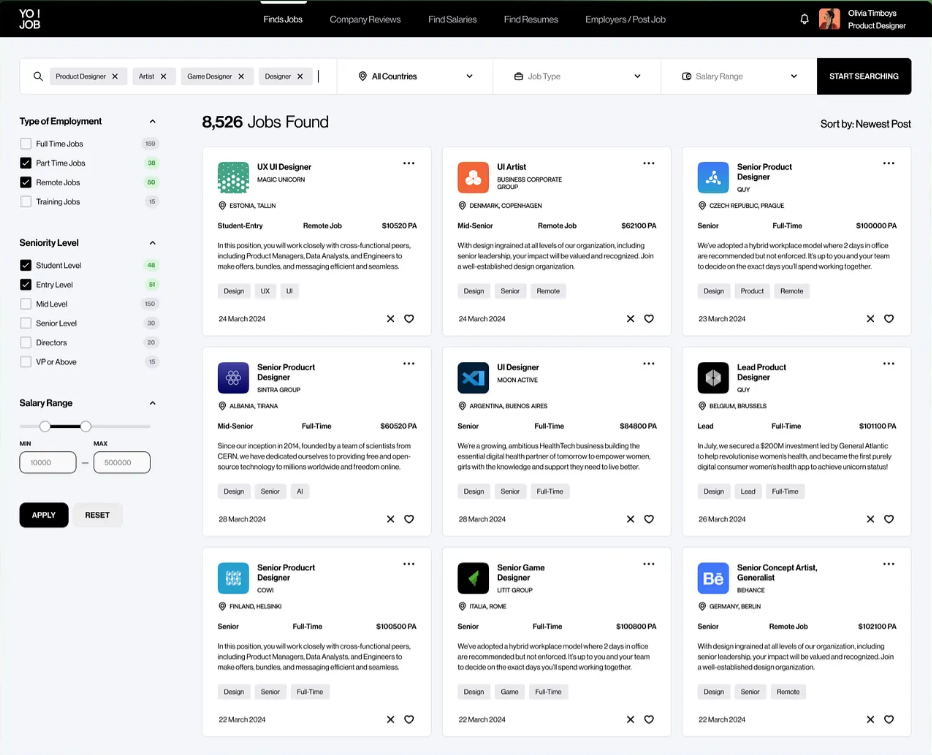 YO !
JOB
Finds Jobs
Company Reviews
Find Salaries
Find Resumes
Employers / Post Job
Olivia Timboys
Product Designer
Product Designer
Artist
Game Designer
Designer
All Countries
Job Type
Salary Range
START SEARCHING
Type of Employment
Full Time Jobs 159
Part Time Jobs 38
Remote Jobs 50
Training Jobs 15
Seniority Level
Student Level 48
Entry Level 51
Mid Level 150
Senior Level 30
Directors 20
VP or Above 15
Salary Range
MIN MAX
10000 — 500000
APPLY RESET
8,526 Jobs Found
Sort by: Newest Post
UX UI Designer
MAGIC UNICORN
ESTONIA, TALLIN
Student-Entry Remote Job $10520 PA
In this position, you will work closely with cross-functional peers,
including Product Managers, Data Analysts, and Engineers to
make offers, bundles, and messaging efficient and seamless.
Design UX UI
24 March 2024
UI Artist
BUSINESS CORPORATE
GROUP
DENMARK, COPENHAGEN
Mid-Senior Remote Job $62100 PA
With design ingrained at all levels of our organization, including
senior leadership, your impact will be valued and recognized. Join
a well-established design organization.
Design Senior Remote
24 March 2024
Senior Product
Designer
QUY
CZECH REPUBLIC, PRAGUE
Senior Full-Time $100000 PA
We've adopted a hybrid workplace model where 2 days in office
are recommended but not enforced. It's up to you and your team
to decide on the exact days you'll spend working together.
Design Product Remote
23 March 2024
Senior Producrt
Designer
SINTRA GROUP
ALBANIA, TIRANA
Mid-Senior Full-Time $60520 PA
Since our inception in 2014, founded by a team of scientists from
CERN, we have dedicated ourselves to providing free and open-
source technology to millions worldwide and freedom online.
Design Senior AI
28 March 2024
UI Designer
MOON ACTIVE
ARGENTINA, BUENOS AIRES
Senior Full-Time $84800 PA
We're a growing, ambitious HealthTech business building the
essential digital health partner of tomorrow to empower women,
girls with the knowledge and support they need to live better.
Design Senior Full-Time
28 March 2024
Lead Product
Designer
QUY
BELGIUM, BRUSSELS
Lead Full-Time $101100 PA
In July, we secured a $200M investment led by General Atlantic
to help revolutionise women's health, and became the first purely
digital consumer women's health app to achieve unicorn status!
Design Lead Full-Time
26 March 2024
Senior Producrt
Designer
COWI
FINLAND, HELSINKI
Senior Full-Time $100500 PA
In this position, you will work closely with cross-functional peers,
including Product Managers, Data Analysts, and Engineers to
make offers, bundles, and messaging efficient and seamless.
Design Senior Full-Time
22 March 2024
Senior Game
Designer
LITIT GROUP
ITALIA, ROME
Senior Full-Time $100800 PA
We've adopted a hybrid workplace model where 2 days in office
are recommended but not enforced. It's up to you and your team
to decide on the exact days you'll spend working together.
Design Game Full-Time
22 March 2024
Bē
Senior Concept Artist,
Generalist
BEHANCE
GERMANY, BERLIN
Senior Remote Job $102100 PA
With design ingrained at all levels of our organization, including
senior leadership, your impact will be valued and recognized. Join
a well-established design organization.
Design Senior Remote
22 March 2024